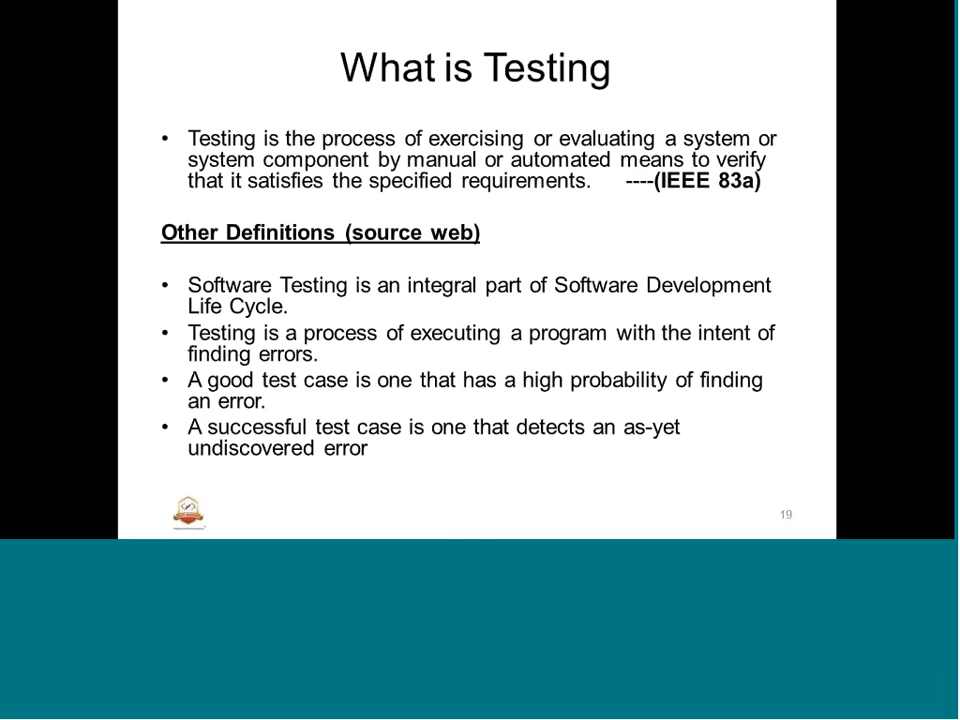 What is Testing
• Testing is the process of exercising or evaluating a system or
system component by manual or automated means to verify
that it satisfies the specified requirements. ----(IEEE 83a)
Other Definitions (source web)
• Software Testing is an integral part of Software Development
Life Cycle.
• Testing is a process of executing a program with the intent of
finding errors.
• A good test case is one that has a high probability of finding
an error.
• A successful test case is one that detects an as-yet
undiscovered error
19